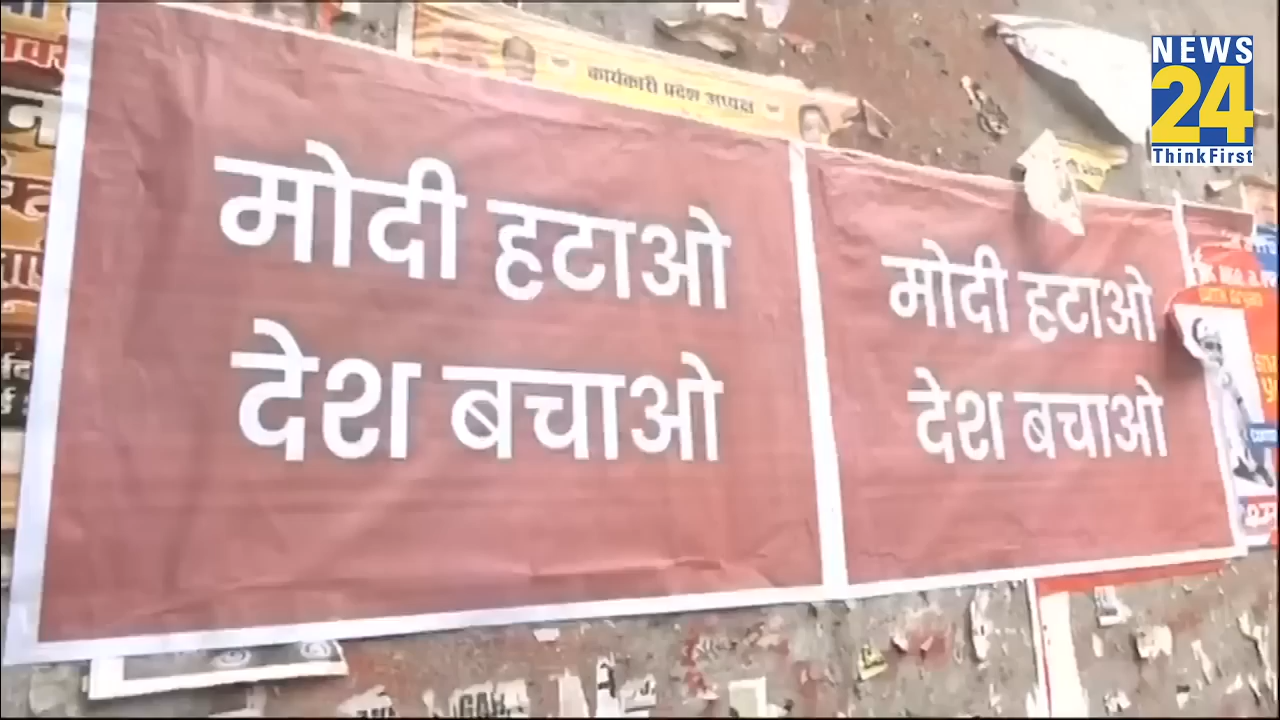 कार्यकारी प्रदेश अध्यक्ष
NEWS
24
ThinkFirst
मोदी हटाओ
देश बचाओ
मोदी हटाओ
देश बचाओ